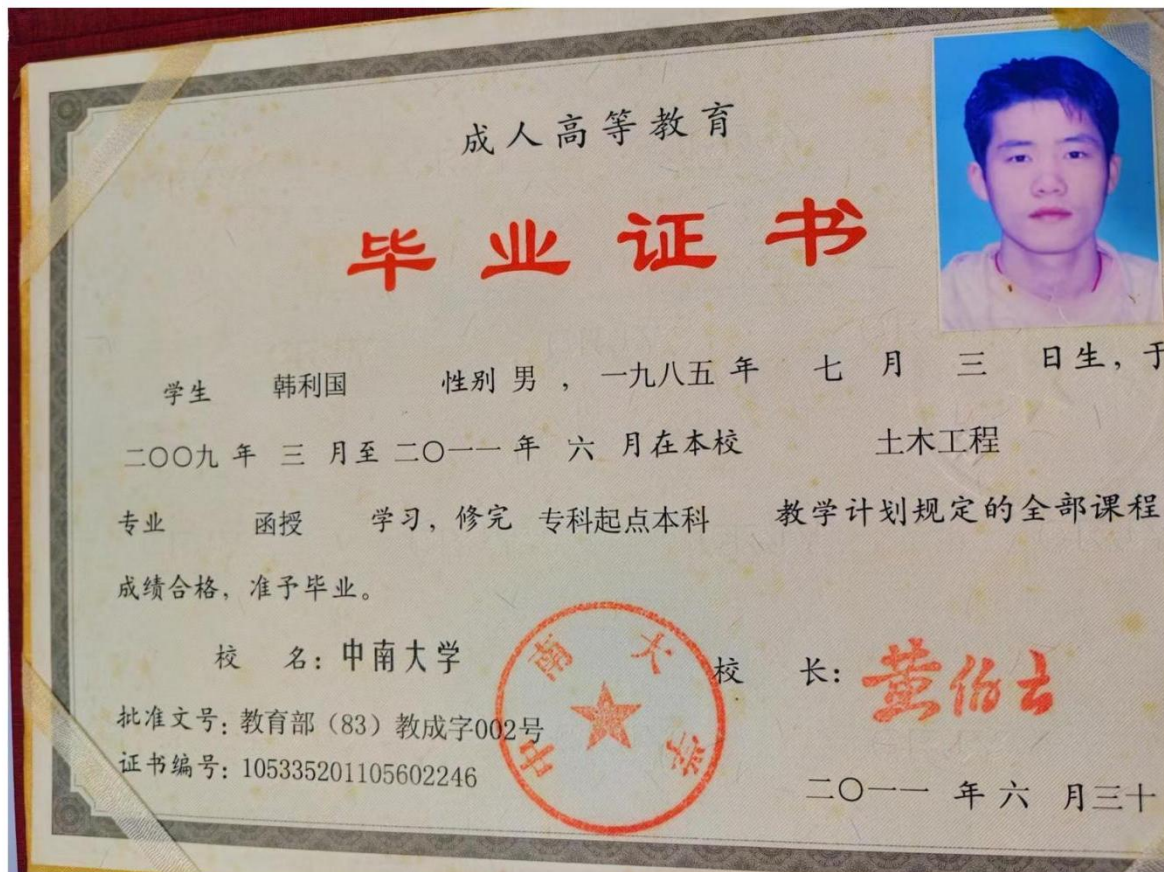 成人高等教育
毕业证书
学生 韩利国 性别 男 , 一九八五 年 七 月 三 日生, 于
二〇〇九 年 三 月至 二〇一一 年 六 月在本校 土木工程
专业 函授 学习, 修完 专科起点本科 教学计划规定的全部课程
成绩合格, 准予毕业。
校 名: 中南大学 校 长: 黄伯云
批准文号: 教育部（83）教成字002号
证书编号: 105335201105602246
二〇一一 年 六 月三十
中南大学